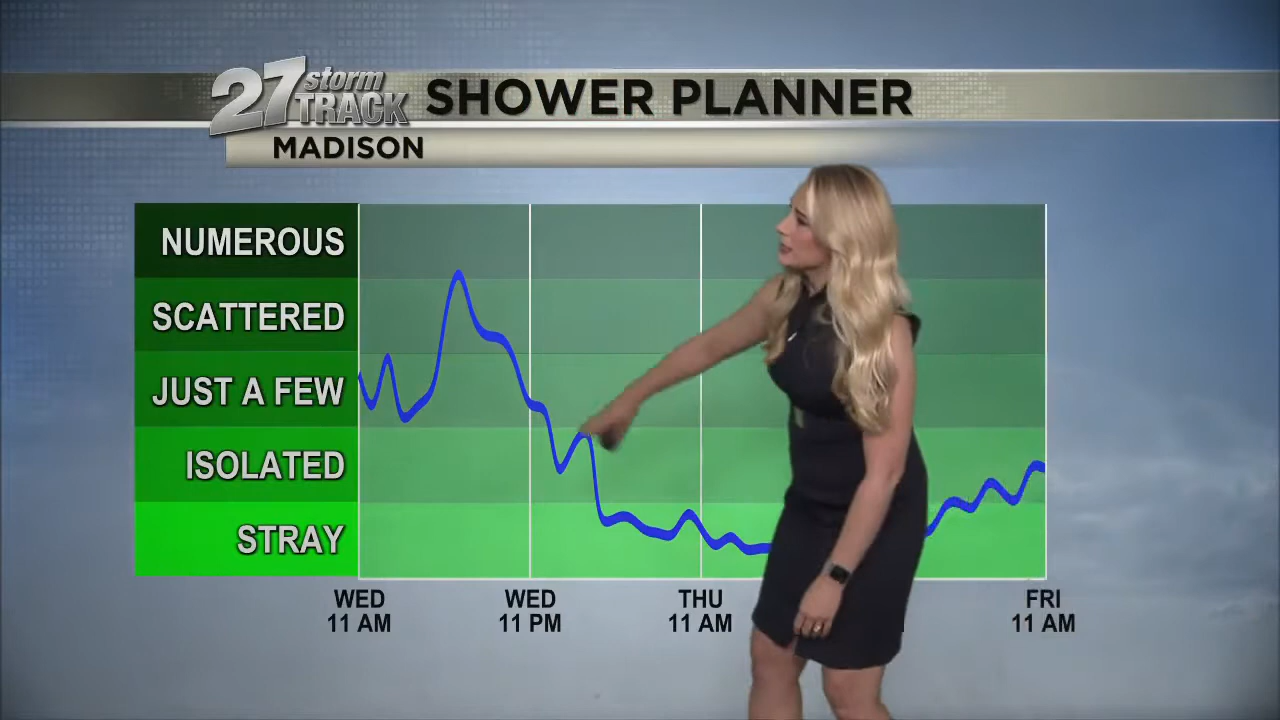 27 storm TRACK
SHOWER PLANNER
MADISON
NUMEROUS
SCATTERED
JUST A FEW
ISOLATED
STRAY
WED
11 AM
WED
11 PM
THU
11 AM
FRI
11 AM